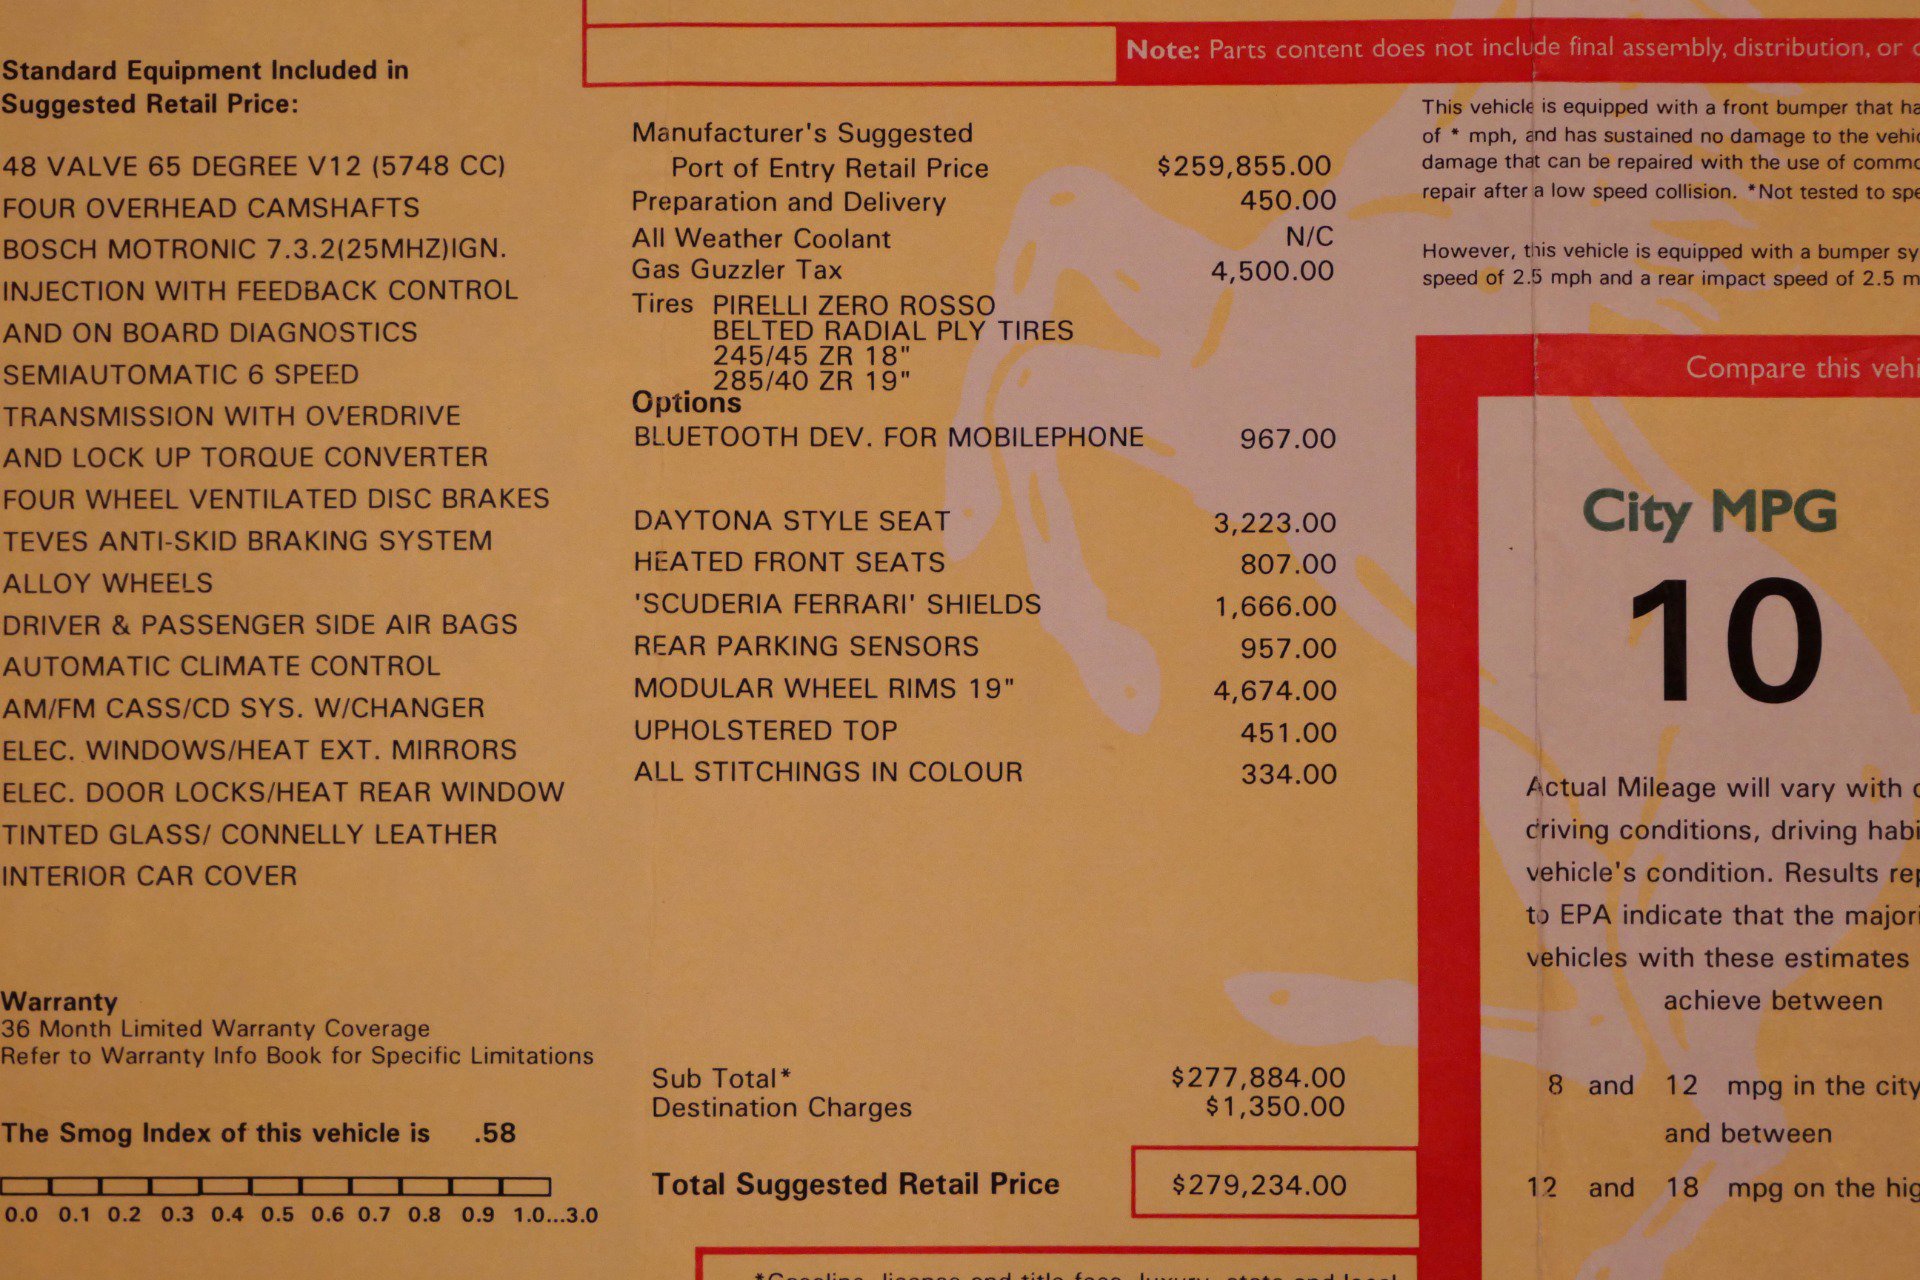 Note: Parts content does not include final assembly, distribution, or
Standard Equipment Included in
Suggested Retail Price:
48 VALVE 65 DEGREE V12 (5748 CC)
FOUR OVERHEAD CAMSHAFTS
BOSCH MOTRONIC 7.3.2(25MHZ)IGN.
INJECTION WITH FEEDBACK CONTROL
AND ON BOARD DIAGNOSTICS
SEMIAUTOMATIC 6 SPEED
TRANSMISSION WITH OVERDRIVE
AND LOCK UP TORQUE CONVERTER
FOUR WHEEL VENTILATED DISC BRAKES
TEVES ANTI-SKID BRAKING SYSTEM
ALLOY WHEELS
DRIVER & PASSENGER SIDE AIR BAGS
AUTOMATIC CLIMATE CONTROL
AM/FM CASS/CD SYS. W/CHANGER
ELEC. WINDOWS/HEAT EXT. MIRRORS
ELEC. DOOR LOCKS/HEAT REAR WINDOW
TINTED GLASS/ CONNELLY LEATHER
INTERIOR CAR COVER
Warranty
36 Month Limited Warranty Coverage
Refer to Warranty Info Book for Specific Limitations
The Smog Index of this vehicle is .58
0.0 0.1 0.2 0.3 0.4 0.5 0.6 0.7 0.8 0.9 1.0...3.0
Manufacturer's Suggested
Port of Entry Retail Price $259,855.00
Preparation and Delivery 450.00
All Weather Coolant N/C
Gas Guzzler Tax 4,500.00
Tires PIRELLI ZERO ROSSO
BELTED RADIAL PLY TIRES
245/45 ZR 18"
285/40 ZR 19"
Options
BLUETOOTH DEV. FOR MOBILEPHONE 967.00
DAYTONA STYLE SEAT 3,223.00
HEATED FRONT SEATS 807.00
'SCUDERIA FERRARI' SHIELDS 1,666.00
REAR PARKING SENSORS 957.00
MODULAR WHEEL RIMS 19" 4,674.00
UPHOLSTERED TOP 451.00
ALL STITCHINGS IN COLOUR 334.00
Sub Total* $277,884.00
Destination Charges $1,350.00
Total Suggested Retail Price $279,234.00
*Gasoline, license and title fees, luxury, state and local
This vehicle is equipped with a front bumper that
of * mph, and has sustained no damage to the
damage that can be repaired with the use of
repair after a low speed collision. *Not tested to
However, this vehicle is equipped with a bumper
speed of 2.5 mph and a rear impact speed of 2.5
Compare this
City MPG
10
Actual Mileage will vary with
driving conditions, driving
vehicle's condition. Results
to EPA indicate that the
vehicles with these estimates
achieve between
8 and 12 mpg in the city
and between
12 and 18 mpg on the